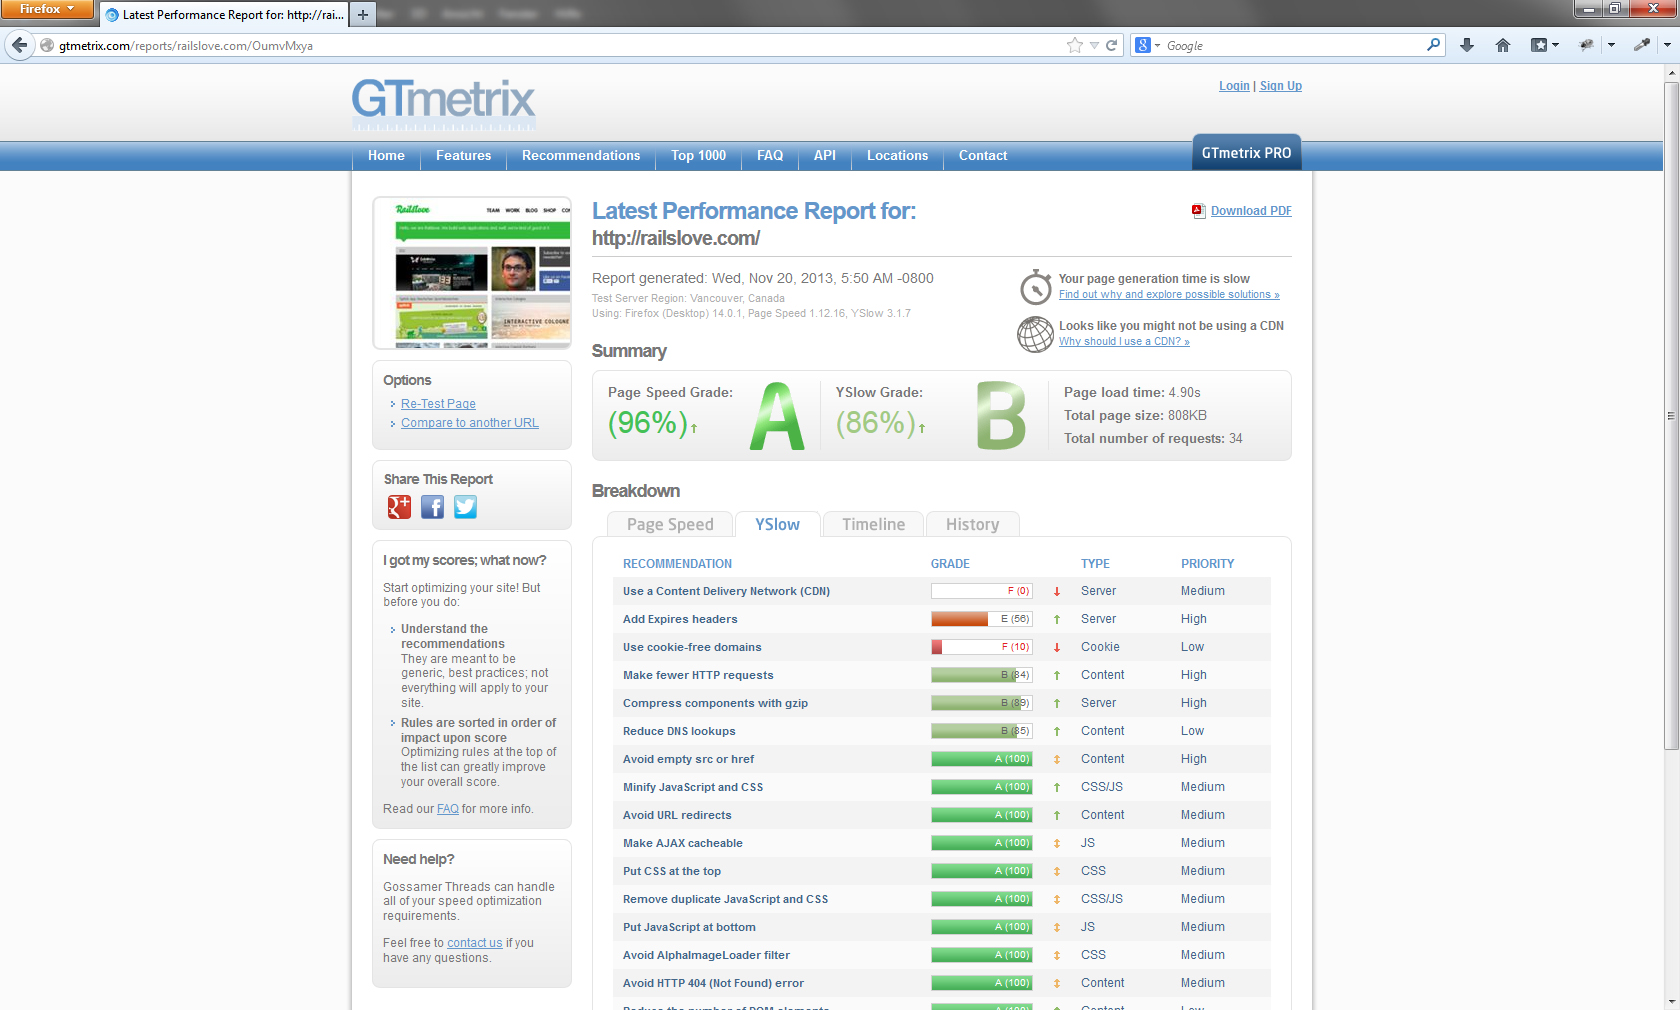 Firefox
Latest Performance Report for: http://rai...
gtmetrix.com/reports/railslove.com/OumvMxya
Google
GTmetrix
Login | Sign Up
Home
Features
Recommendations
Top 1000
FAQ
API
Locations
Contact
GTmetrix PRO
Railslove
TEAM WORK BLOG SHOP
INTERACTIVE COLOGNE
Latest Performance Report for:
http://railslove.com/
Download PDF
Report generated: Wed, Nov 20, 2013, 5:50 AM -0800
Test Server Region: Vancouver, Canada
Using: Firefox (Desktop) 14.0.1, Page Speed 1.12.16, YSlow 3.1.7
Your page generation time is slow
Find out why and explore possible solutions »
Looks like you might not be using a CDN
Why should I use a CDN? »
Summary
Page Speed Grade:
(96%)
A
YSlow Grade:
(86%)
B
Page load time: 4.90s
Total page size: 808KB
Total number of requests: 34
Options
Re-Test Page
Compare to another URL
Share This Report
I got my scores; what now?
Start optimizing your site! But
before you do:
Understand the
recommendations
They are meant to be
generic, best practices; not
everything will apply to your
site.
Rules are sorted in order of
impact upon score
Optimizing rules at the top of
the list can greatly improve
your overall score.
Read our FAQ for more info.
Need help?
Gossamer Threads can handle
all of your speed optimization
requirements.
Feel free to contact us if you
have any questions.
Breakdown
Page Speed
YSlow
Timeline
History
RECOMMENDATION GRADE TYPE PRIORITY
Use a Content Delivery Network (CDN) F (0) Server Medium
Add Expires headers E (56) Server High
Use cookie-free domains F (10) Cookie Low
Make fewer HTTP requests B (84) Content High
Compress components with gzip B (89) Server High
Reduce DNS lookups B (85) Content Low
Avoid empty src or href A (100) Content High
Minify JavaScript and CSS A (100) CSS/JS Medium
Avoid URL redirects A (100) Content Medium
Make AJAX cacheable A (100) JS Medium
Put CSS at the top A (100) CSS Medium
Remove duplicate JavaScript and CSS A (100) CSS/JS Medium
Put JavaScript at bottom A (100) JS Medium
Avoid AlphaImageLoader filter A (100) CSS Medium
Avoid HTTP 404 (Not Found) error A (100) Content Medium
Reduce the number of DOM elements A (100) Content Low